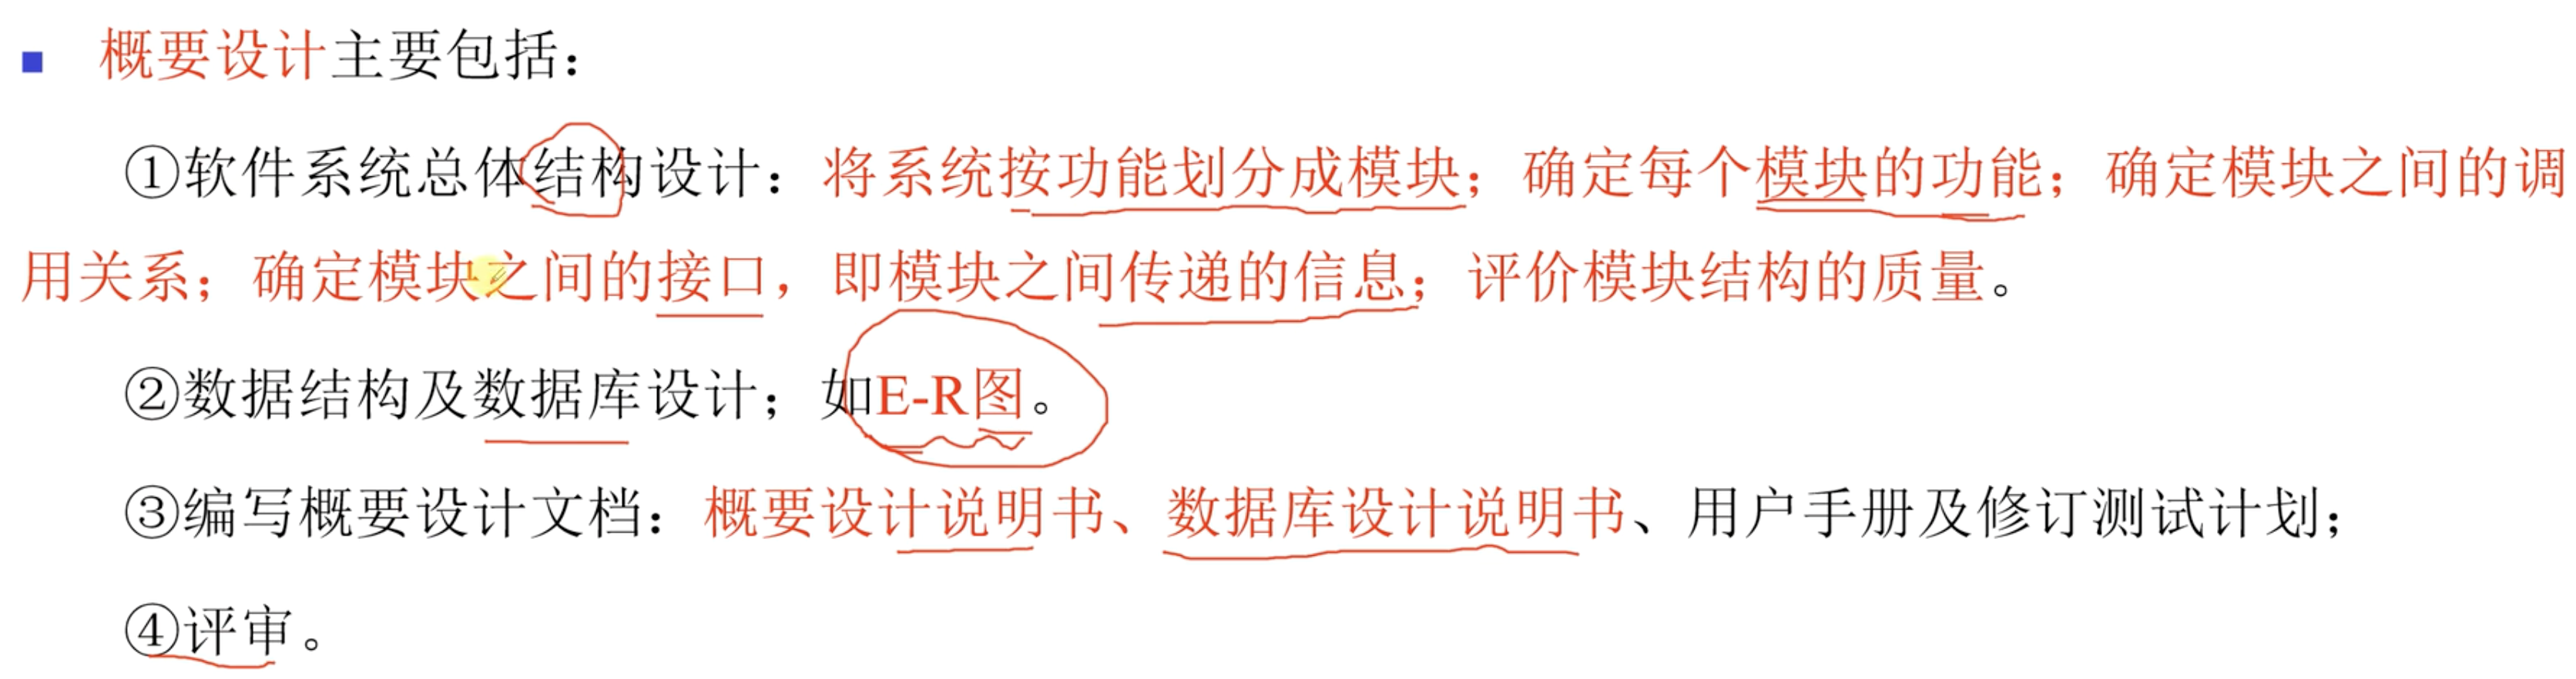 ■ 概要设计主要包括：
①软件系统总体结构设计：将系统按功能划分成模块；确定每个模块的功能；确定模块之间的调
用关系；确定模块之间的接口，即模块之间传递的信息；评价模块结构的质量。
②数据结构及数据库设计；如E-R图。
③编写概要设计文档：概要设计说明书、数据库设计说明书、用户手册及修订测试计划；
④评审。